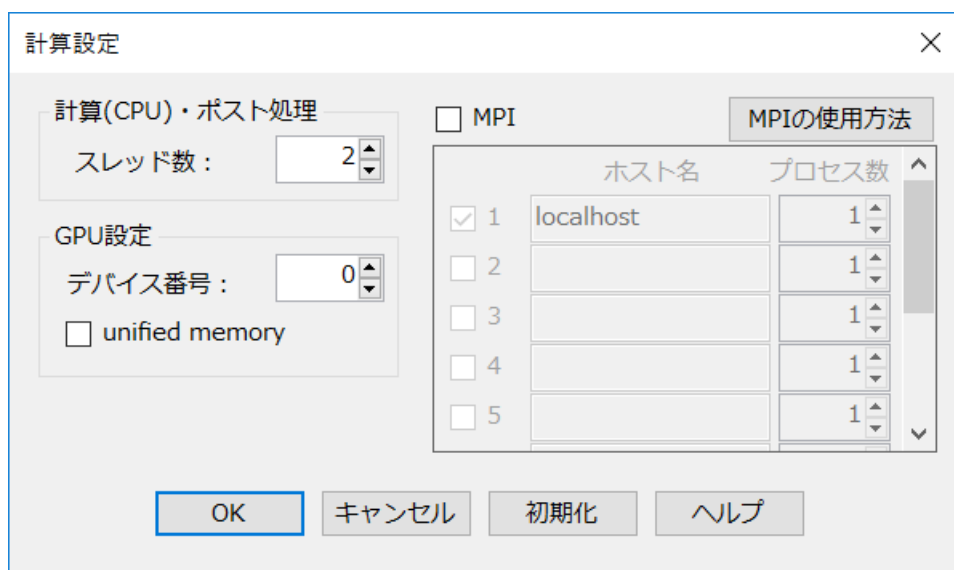 計算設定
計算(CPU)・ポスト処理
スレッド数： 2
GPU設定
デバイス番号： 0
unified memory
MPI
MPIの使用方法
ホスト名 プロセス数
1 localhost 1
2 1
3 1
4 1
5 1
OK キャンセル 初期化 ヘルプ